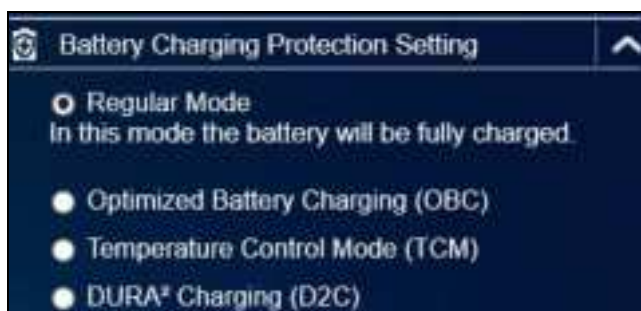 Battery Charging Protection Setting
Regular Mode
In this mode the battery will be fully charged.
Optimized Battery Charging (OBC)
Temperature Control Mode (TCM)
DURA² Charging (D2C)